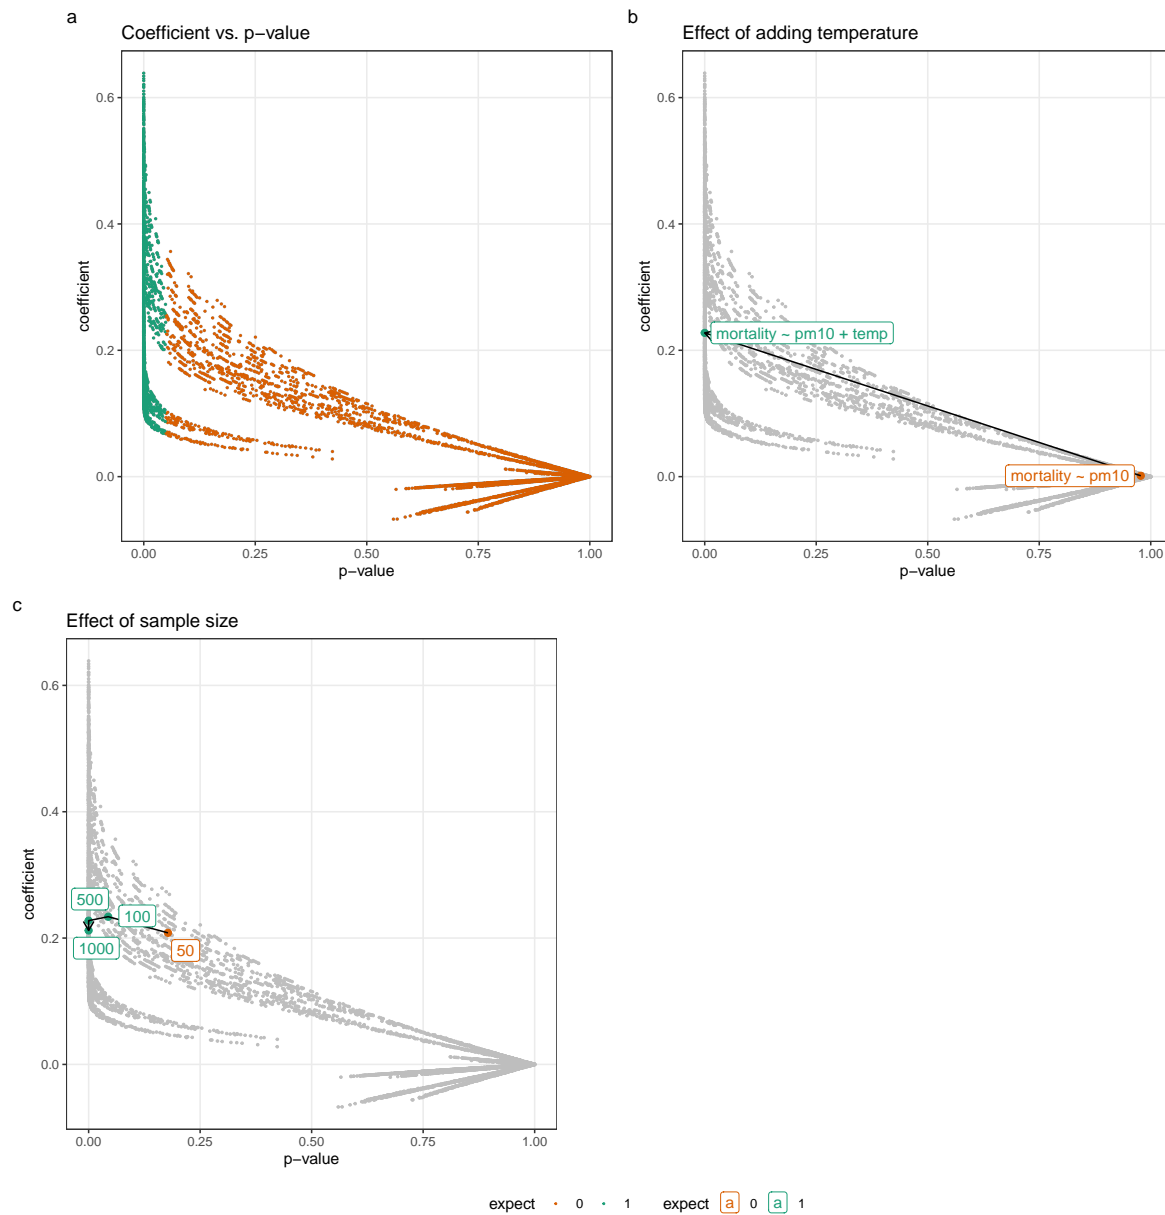 a
Coefficient vs. p−value
0.6
0.4
0.2
0.0
coefficient
0.00 0.25 0.50 0.75 1.00
p−value
b
Effect of adding temperature
0.6
0.4
0.2
0.0
coefficient
mortality ~ pm10 + temp
mortality ~ pm10
0.00 0.25 0.50 0.75 1.00
p−value
c
Effect of sample size
0.6
0.4
0.2
0.0
coefficient
500
100
1000
50
0.00 0.25 0.50 0.75 1.00
p−value
expect 0 1 expect a 0 a 1